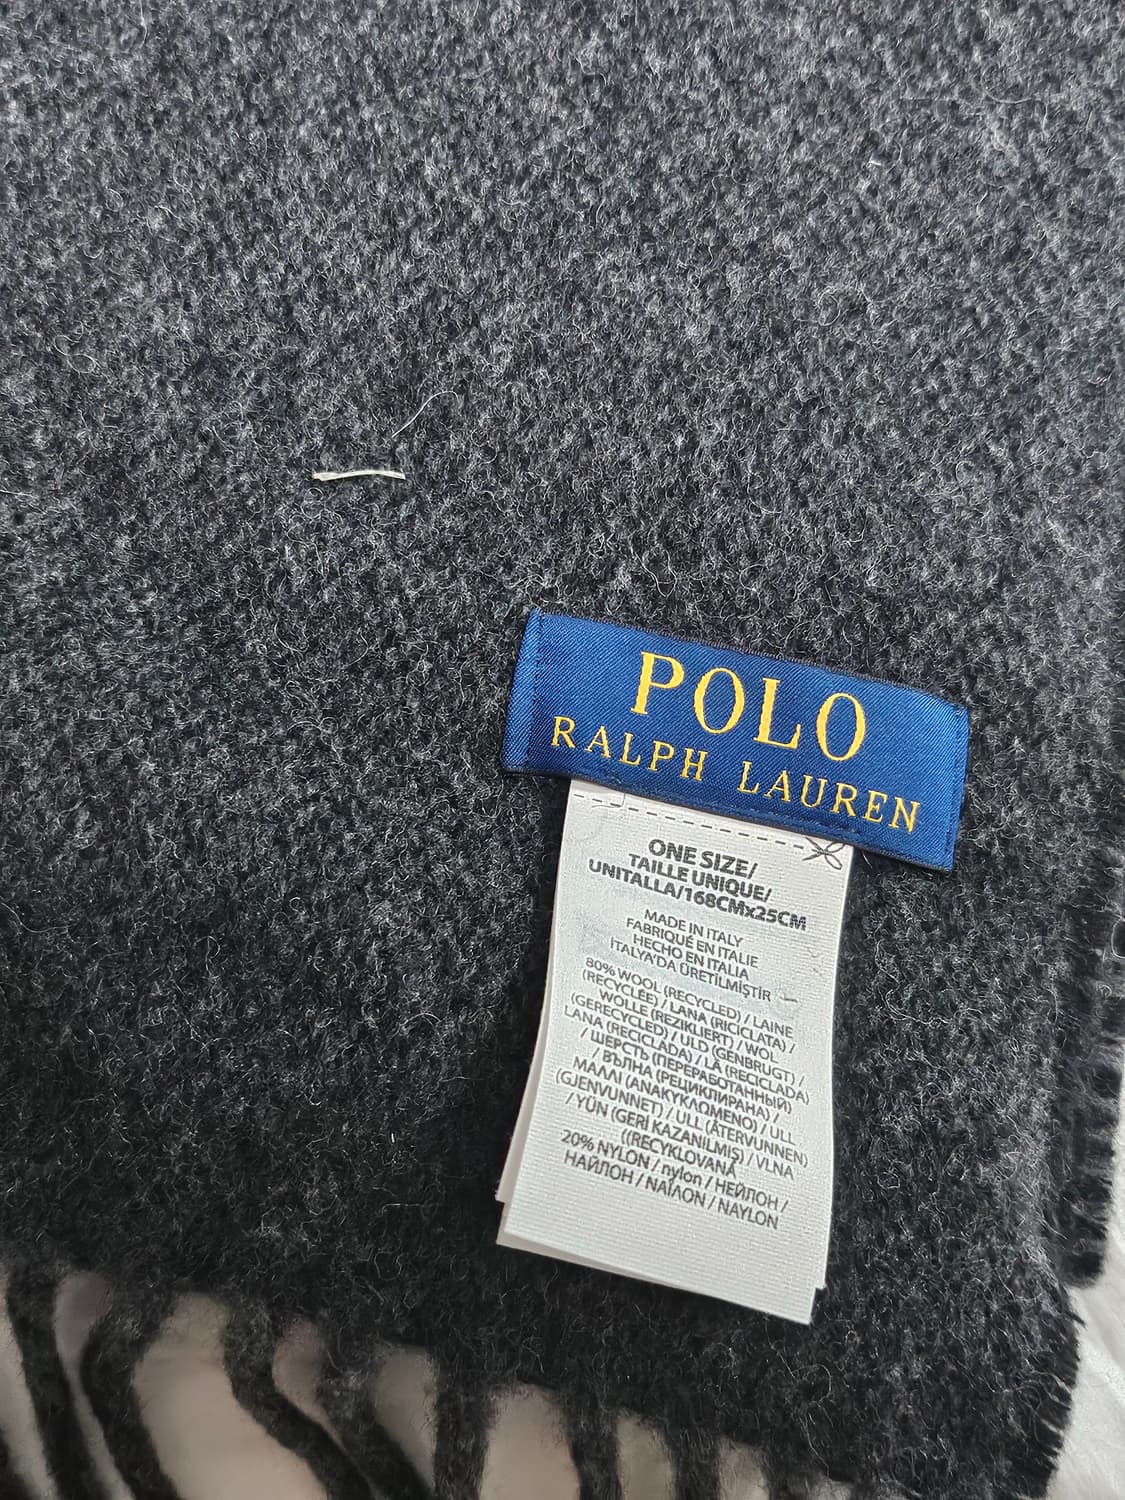 POLO
RALPH LAUREN
ONE SIZE/
TAILLE UNIQUE/
UNITALLA/168CMx25CM
MADE IN ITALY
FABRIQUÉ EN ITALIE
HECHO EN ITALIA
İTALYA'DA ÜRETİLMİŞTİR
80% WOOL (RECYCLED) / LAINE
(RECYCLÉE) / LANA (RICICLATA) /
WOLLE (REZIKLIERT) / WOL
(GERECYCLED) / ULD (GENBRUGT) /
LANA (RECICLADA) / LÃ (RECICLADA)
/ ШЕРСТЬ (ПЕРЕРАБОТАННЫЙ)
/ ВЪЛНА (РЕЦИКЛИРАНА) /
ΜΑΛΛΙ (ΑΝΑΚΥΚΛΩΜΕΝΟ) / ULL
(GJENVUNNET) / ULL (ÅTERVUNNEN)
/ YÜN (GERİ KAZANILMIŞ) / VLNA
((RECYKLOVANÁ
20% NYLON / nylon / НЕЙЛОН /
НАЙЛОН / ΝΑΪΛΟΝ / NAYLON